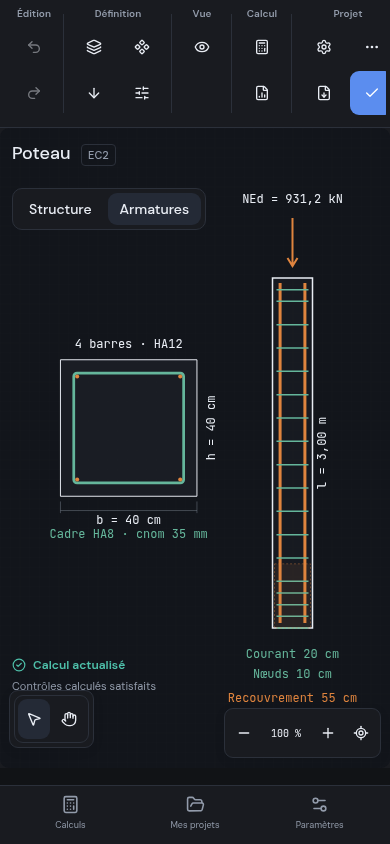 Édition Définition Vue Calcul Projet
Poteau EC2
Structure Armatures
NEd = 931,2 kN
4 barres · HA12
h = 40 cm
l = 3,00 m
b = 40 cm
Cadre HA8 · cnom 35 mm
Courant 20 cm
Nœuds 10 cm
Recouvrement 55 cm
Calcul actualisé
Contrôles calculés satisfaits
100 %
Calculs Mes projets Paramètres